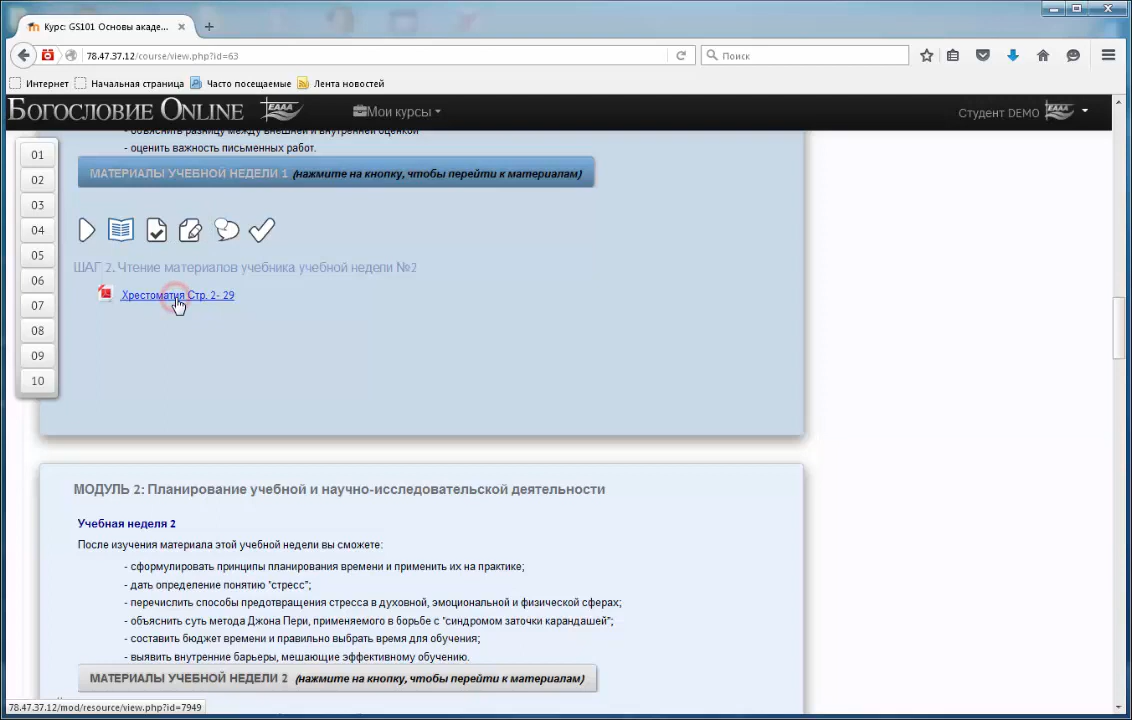 Курс: GS101 Основы акаде...
78.47.37.12/course/view.php?id=63
Поиск
Интернет
Начальная страница
Часто посещаемые
Лента новостей
БОГОСЛОВИЕ ONLINE
ЕААА
Мои курсы
Студент DEMO
01
02
03
04
05
06
07
08
09
10
- объяснить разницу между внешней и внутренней оценкой
- оценить важность письменных работ.
МАТЕРИАЛЫ УЧЕБНОЙ НЕДЕЛИ 1 (нажмите на кнопку, чтобы перейти к материалам)
ШАГ 2. Чтение материалов учебника учебной недели №2
Хрестоматия Стр. 2- 29
МОДУЛЬ 2: Планирование учебной и научно-исследовательской деятельности
Учебная неделя 2
После изучения материала этой учебной недели вы сможете:
- сформулировать принципы планирования времени и применить их на практике;
- дать определение понятию "стресс";
- перечислить способы предотвращения стресса в духовной, эмоциональной и физической сферах;
- объяснить суть метода Джона Пери, применяемого в борьбе с "синдромом заточки карандашей";
- составить бюджет времени и правильно выбрать время для обучения;
- выявить внутренние барьеры, мешающие эффективному обучению.
МАТЕРИАЛЫ УЧЕБНОЙ НЕДЕЛИ 2 (нажмите на кнопку, чтобы перейти к материалам)
78.47.37.12/mod/resource/view.php?id=7949